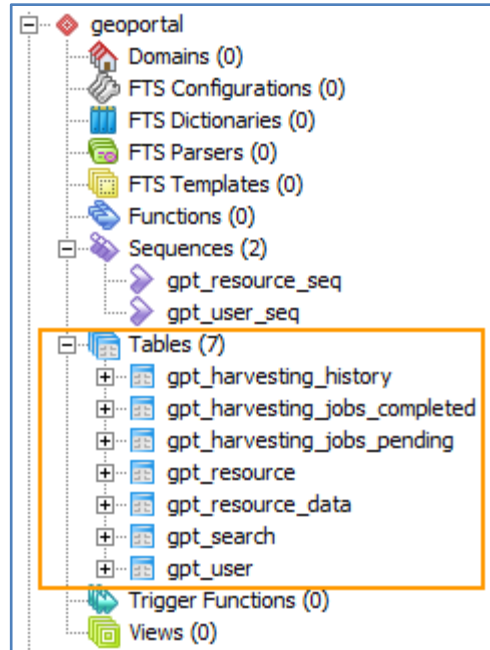 geoportal
Domains (0)
FTS Configurations (0)
FTS Dictionaries (0)
FTS Parsers (0)
FTS Templates (0)
Functions (0)
Sequences (2)
gpt_resource_seq
gpt_user_seq
Tables (7)
gpt_harvesting_history
gpt_harvesting_jobs_completed
gpt_harvesting_jobs_pending
gpt_resource
gpt_resource_data
gpt_search
gpt_user
Trigger Functions (0)
Views (0)